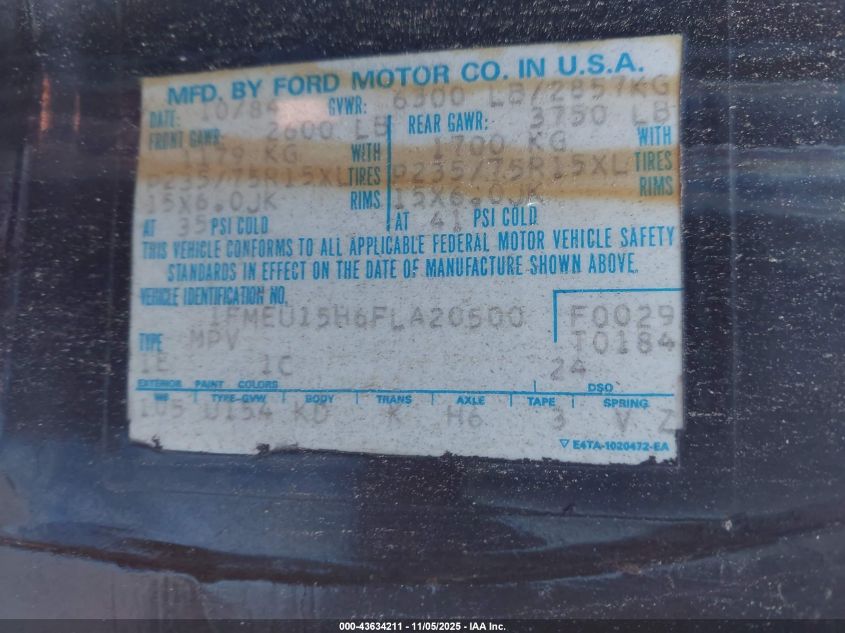 MFD. BY FORD MOTOR CO. IN U.S.A.
DATE: 10/84 GVWR: 6300 LB/2857KG
FRONT GAWR: 2600 LB REAR GAWR: 3750 LB
1179 KG WITH 1700 KG WITH
P235/75R15XL TIRES P235/75R15XL TIRES
15X6.0JK RIMS 15X6.0JK RIMS
AT 35 PSI COLD AT 41 PSI COLD
THIS VEHICLE CONFORMS TO ALL APPLICABLE FEDERAL MOTOR VEHICLE SAFETY
STANDARDS IN EFFECT ON THE DATE OF MANUFACTURE SHOWN ABOVE.
VEHICLE IDENTIFICATION NO.
1FMEU15H6FLA20500 F0029
TYPE MPV T0184
1E 1C 24
EXTERIOR PAINT COLORS DSO
WB TYPE-GVW BODY TRANS AXLE TAPE SPRING
105 U154 KD K H6 3 V Z
E4TA-1020472-EA
000-43634211 - 11/05/2025 - IAA Inc.